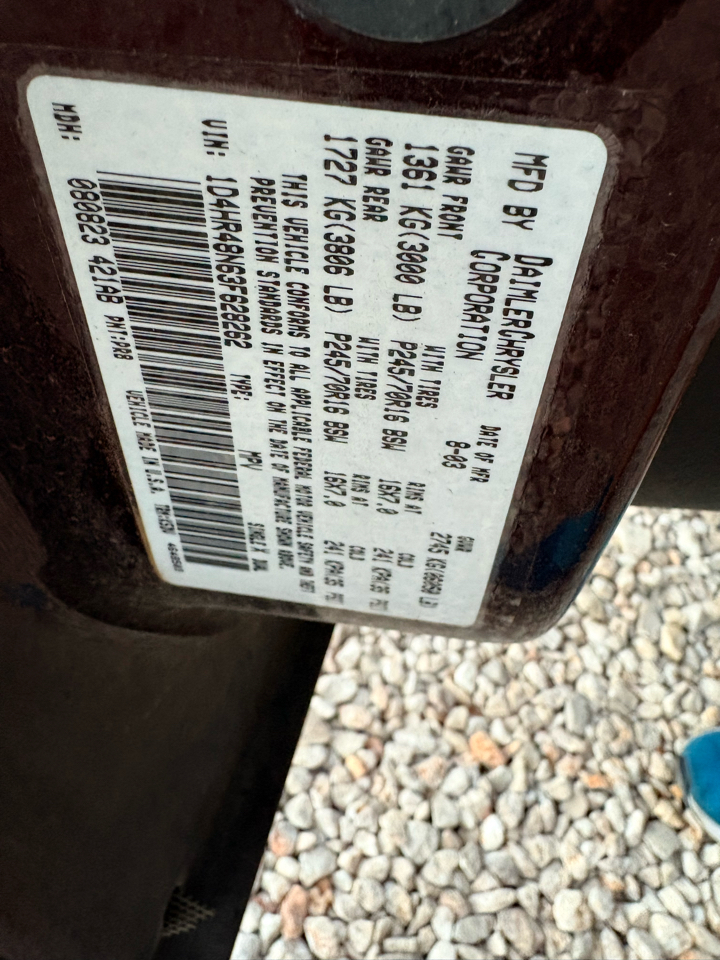 MFD BY DAIMLERCHRYSLER CORPORATION
DATE OF MFR 8-03
GVWR 2745 KG(6050 LB)
GAWR FRONT WITH TIRES RIMS AT COLD
1361 KG(3000 LB) P245/70R16 BSW 16X7.0 241 KPA(35 PSI)
GAWR REAR WITH TIRES RIMS AT COLD
1727 KG(3806 LB) P245/70R16 BSW 16X7.0 241 KPA(35 PSI)
THIS VEHICLE CONFORMS TO ALL APPLICABLE FEDERAL MOTOR VEHICLE SAFETY AND THEFT
PREVENTION STANDARDS IN EFFECT ON THE DATE OF MANUFACTURE SHOWN ABOVE.
VIN: 1D4HR48N63F628262 TYPE: MPV SINGLE X DUAL
MDH: 080823 421AB PNT: VEHICLE MADE IN U.S.A.